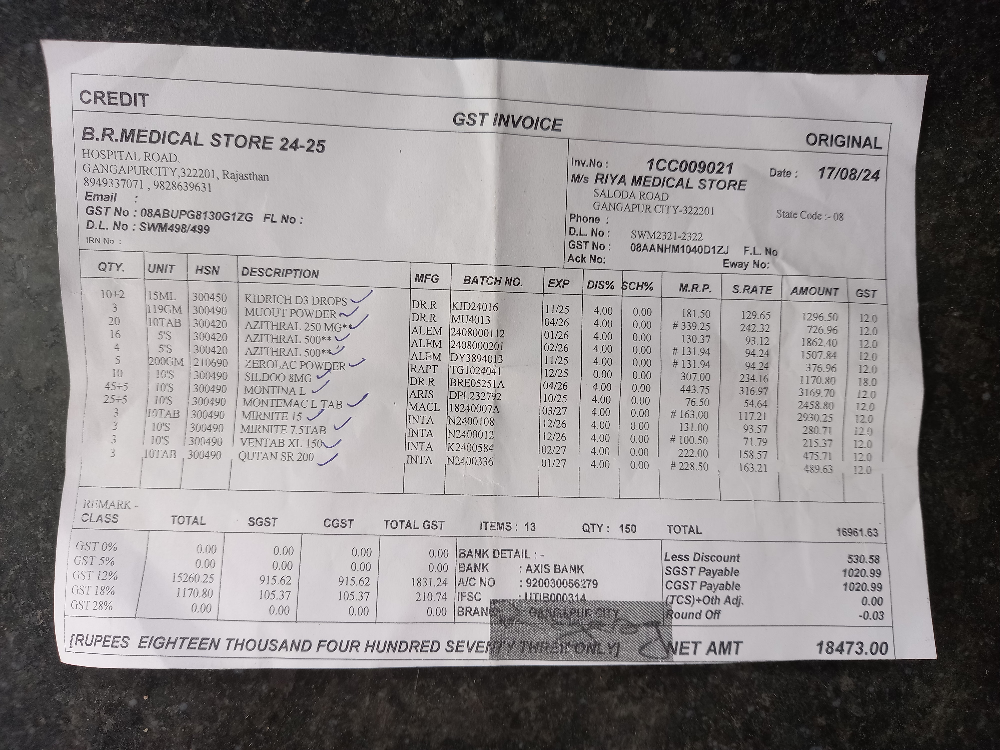 CREDIT
GST INVOICE
ORIGINAL
B.R.MEDICAL STORE 24-25
HOSPITAL ROAD.
GANGAPURCITY,322201, Rajasthan
8949337071 , 9828639631
Email :
GST No : 08ABUPG8130G1ZG FL No :
D.L. No : SWM498/499
IRN No :
Inv.No : 1CC009021 Date : 17/08/24
M/s RIYA MEDICAL STORE
SALODA ROAD
GANGAPUR CITY-322201
State Code :- 08
Phone :
D.L. No : SWM2321-2322
GST No : 08AANHM1040D1ZJ F.L. No
Ack No: Eway No:
QTY. UNIT HSN DESCRIPTION MFG BATCH NO. EXP DIS% SCH% M.R.P. S.RATE AMOUNT GST
10+2 15ML 300450 KIDRICH D3 DROPS DR.R KJD24016 11/25 4.00 0.00 181.50 129.65 1296.50 12.0
3 119GM 300490 MUOUT POWDER DR.R MU4013 04/26 4.00 0.00 # 339.25 242.32 726.96 12.0
20 10TAB 300420 AZITHRAL 250 MG* ALEM 2408000112 01/26 4.00 0.00 130.37 93.12 1862.40 12.0
16 5'S 300420 AZITHRAL 500** ALEM 2408000201 02/26 4.00 0.00 # 131.94 94.24 1507.84 12.0
4 5'S 300420 AZITHRAL 500** ALEM DY3894013 11/25 4.00 0.00 # 131.94 94.24 376.96 12.0
5 200GM 210690 ZEROLAC POWDER RAPT TG1024041 12/25 0.00 0.00 307.00 234.16 1170.80 18.0
10 10'S 300490 SILDOO 8MG DR.R BRE05251A 04/26 4.00 0.00 443.75 316.97 3169.70 12.0
45+5 10'S 300490 MONTINA L ARIS DPL232792 10/25 4.00 0.00 76.50 54.64 2458.80 12.0
25+5 10'S 300490 MONTEMAC L TAB MACL 18240007A 03/27 4.00 0.00 # 163.00 117.21 2930.25 12.0
3 10TAB 300490 MIRNITE 15 INTA N2400108 12/26 4.00 0.00 131.00 93.57 280.71 12.0
3 10'S 300490 MIRNITE 7.5TAB INTA N2400012 12/26 4.00 0.00 # 100.50 71.79 215.37 12.0
3 10'S 300490 VENTAB XL 150 INTA K2400584 02/27 4.00 0.00 222.00 158.57 475.71 12.0
3 10TAB 300490 QUTAN SR 200 INTA N2400336 01/27 4.00 0.00 # 228.50 163.21 489.63 12.0
REMARK -
CLASS TOTAL SGST CGST TOTAL GST ITEMS : 13 QTY : 150 TOTAL 16961.63
GST 0% 0.00 0.00 0.00 0.00
GST 5% 0.00 0.00 0.00 0.00
GST 12% 15260.25 915.62 915.62 1831.24
GST 18% 1170.80 105.37 105.37 210.74
GST 28% 0.00 0.00 0.00 0.00
BANK DETAIL : -
BANK : AXIS BANK
A/C NO : 920030056279
IFSC : UTIB000314
GANGAPUR CITY
Less Discount 530.58
SGST Payable 1020.99
CGST Payable 1020.99
(TCS)+Oth Adj. 0.00
Round Off -0.03
[RUPEES EIGHTEEN THOUSAND FOUR HUNDRED SEVENTY THREE ONLY] NET AMT 18473.00